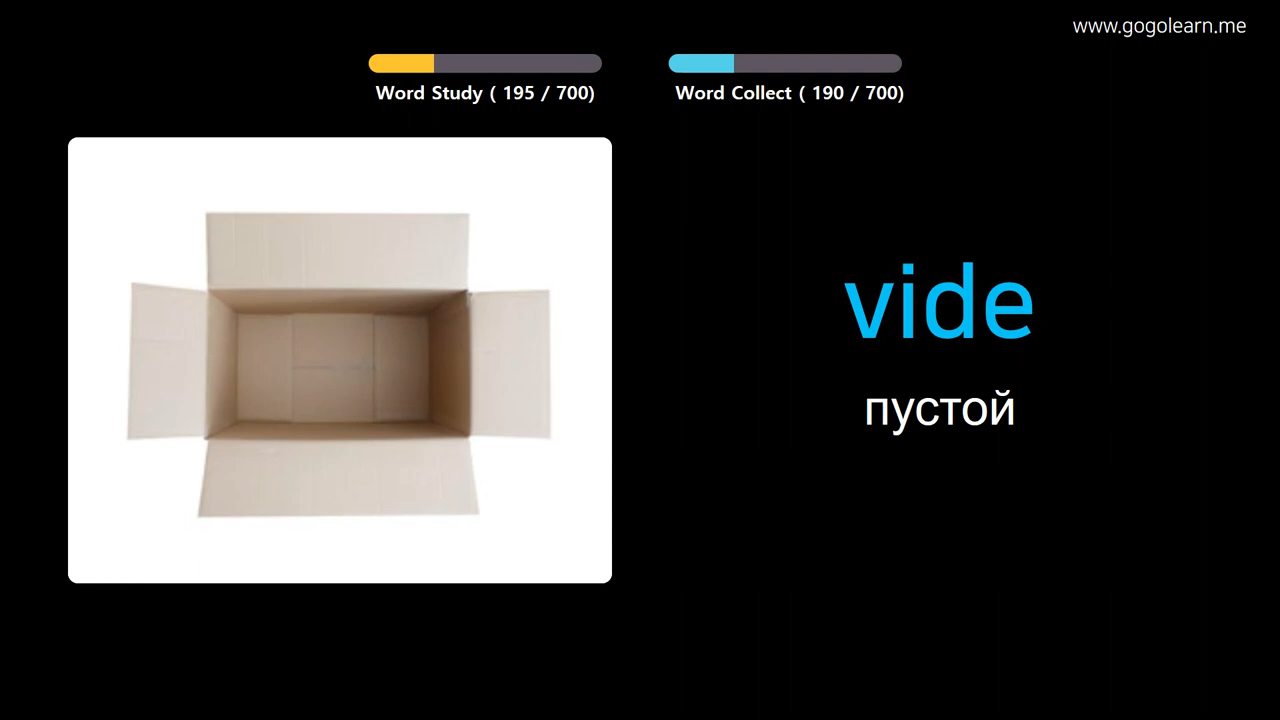 www.gogolearn.me
Word Study ( 195 / 700)
Word Collect ( 190 / 700)
vide
пустой